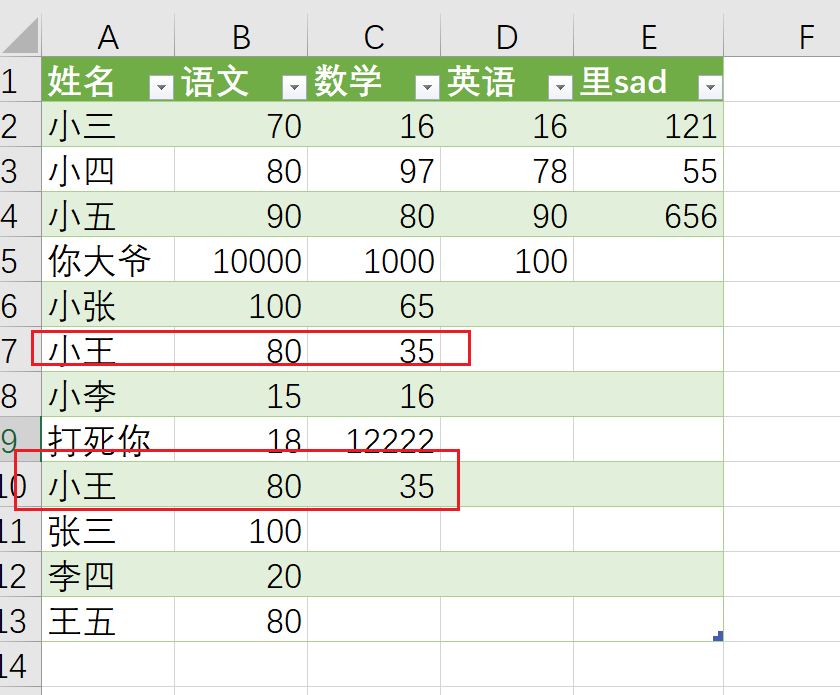 A B C D E F
1 姓名 语文 数学 英语 里sad
2 小三 70 16 16 121
3 小四 80 97 78 55
4 小五 90 80 90 656
5 你大爷 10000 1000 100
6 小张 100 65
7 小王 80 35
8 小李 15 16
9 打死你 18 12222
10 小王 80 35
11 张三 100
12 李四 20
13 王五 80
14